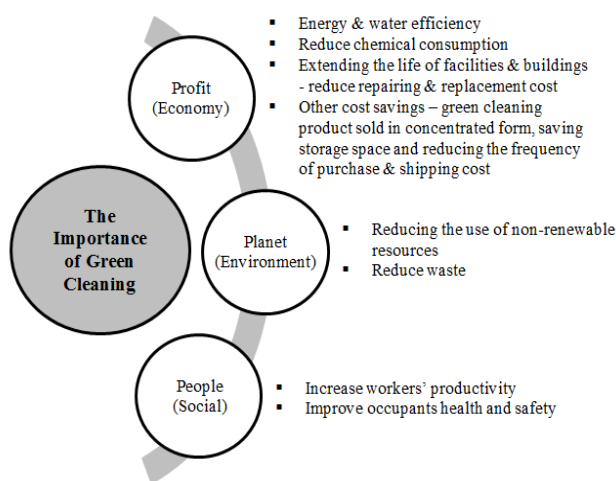 The
Importance
of Green
Cleaning
Profit
(Economy)
▪ Energy & water efficiency
▪ Reduce chemical consumption
▪ Extending the life of facilities & buildings
- reduce repairing & replacement cost
▪ Other cost savings – green cleaning
product sold in concentrated form, saving
storage space and reducing the frequency
of purchase & shipping cost
Planet
(Environment)
▪ Reducing the use of non-renewable
resources
▪ Reduce waste
People
(Social)
▪ Increase workers’ productivity
▪ Improve occupants health and safety